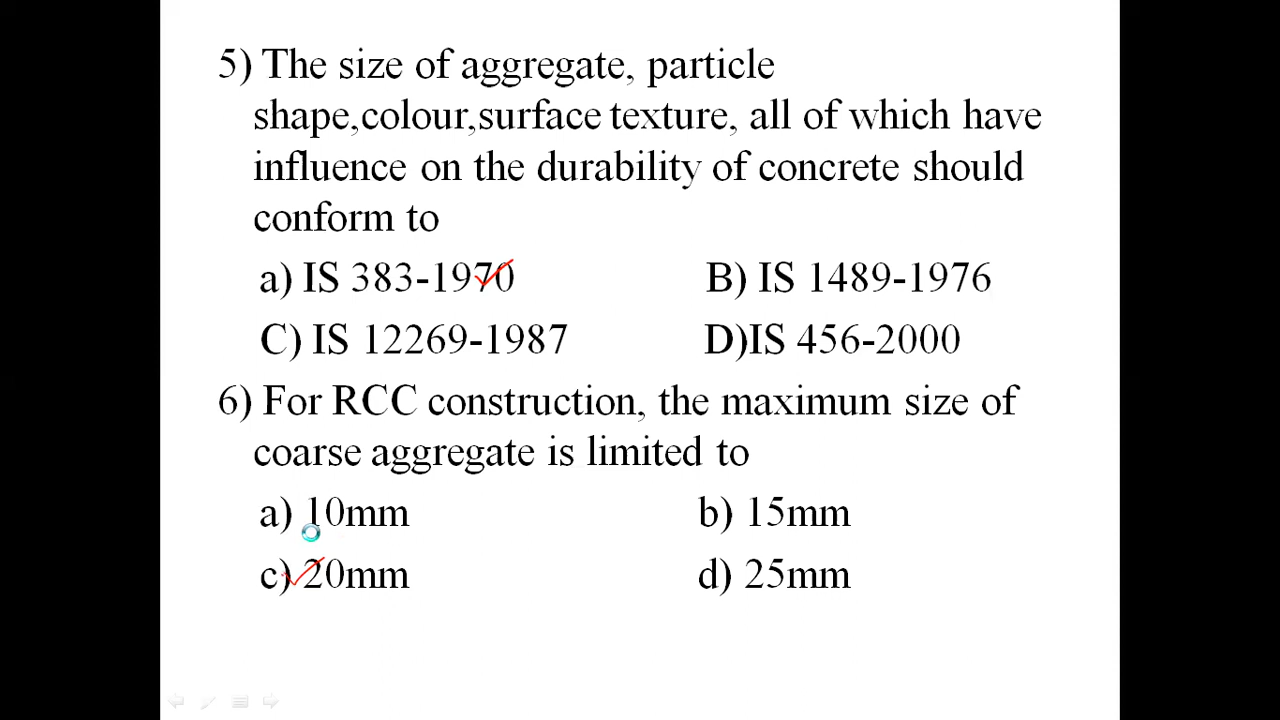 5) The size of aggregate, particle
shape,colour,surface texture, all of which have
influence on the durability of concrete should
conform to
a) IS 383-1970 B) IS 1489-1976
C) IS 12269-1987 D)IS 456-2000
6) For RCC construction, the maximum size of
coarse aggregate is limited to
a) 10mm b) 15mm
c) 20mm d) 25mm